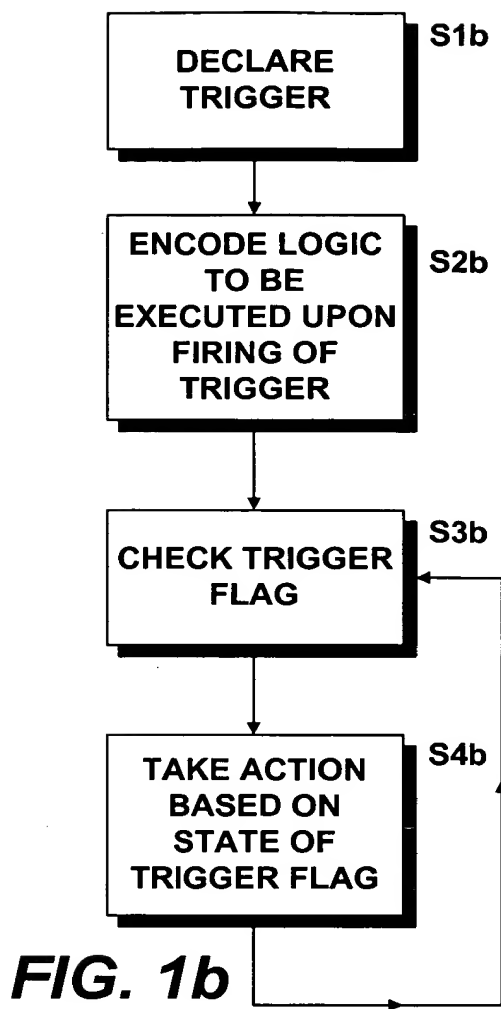 S1b
DECLARE
TRIGGER
S2b
ENCODE LOGIC
TO BE
EXECUTED UPON
FIRING OF
TRIGGER
S3b
CHECK TRIGGER
FLAG
S4b
TAKE ACTION
BASED ON
STATE OF
TRIGGER FLAG
FIG. 1b